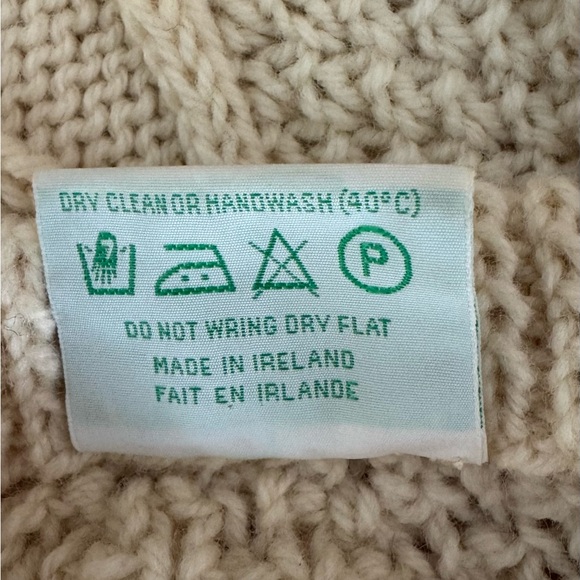 DRY CLEAN OR HANDWASH (40°C)
P
DO NOT WRING DRY FLAT
MADE IN IRELAND
FAIT EN IRLANDE